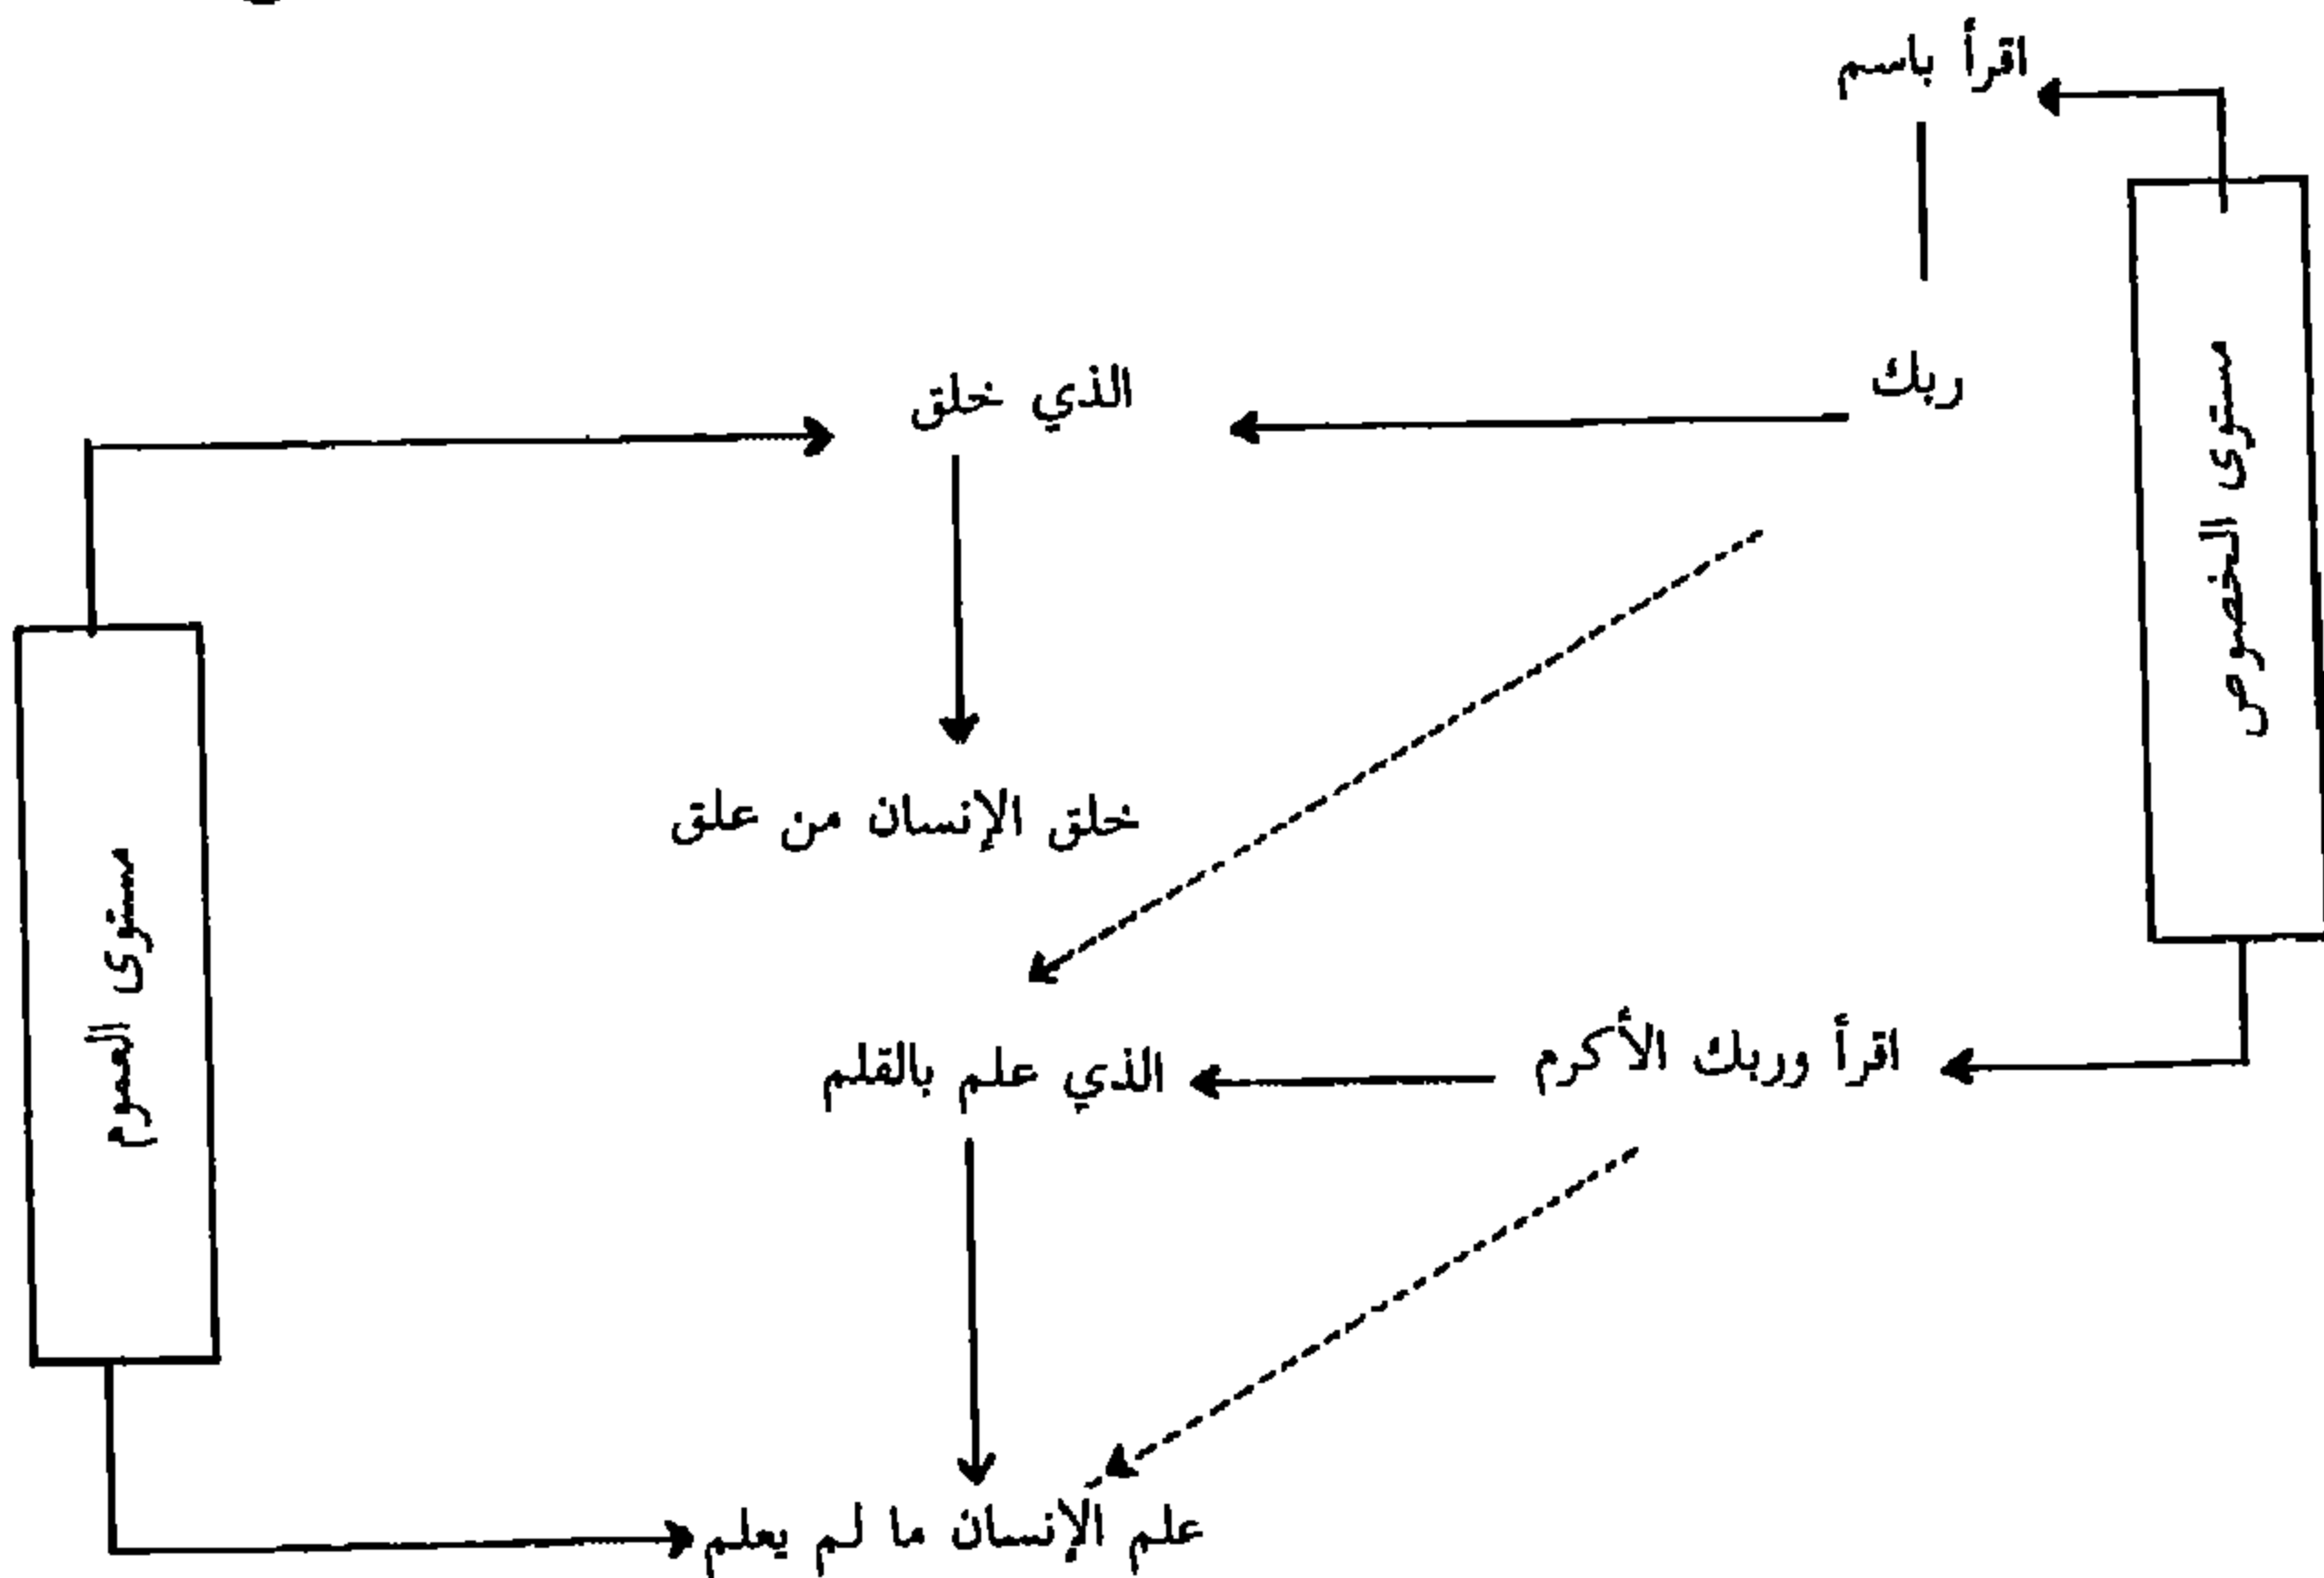 اقرأ باسم
ربك
الذي خلق
مستوى الخصوص
خلق الإنسان من علق
مستوى العموم
اقرأ وربك الأكرم
الذي علم بالقلم
علم الإنسان ما لم يعلم